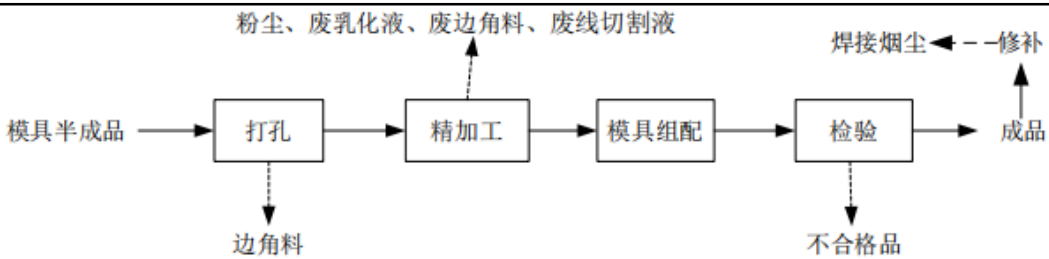 粉尘、废乳化液、废边角料、废线切割液
焊接烟尘
修补
模具半成品
打孔
精加工
模具组配
检验
成品
边角料
不合格品